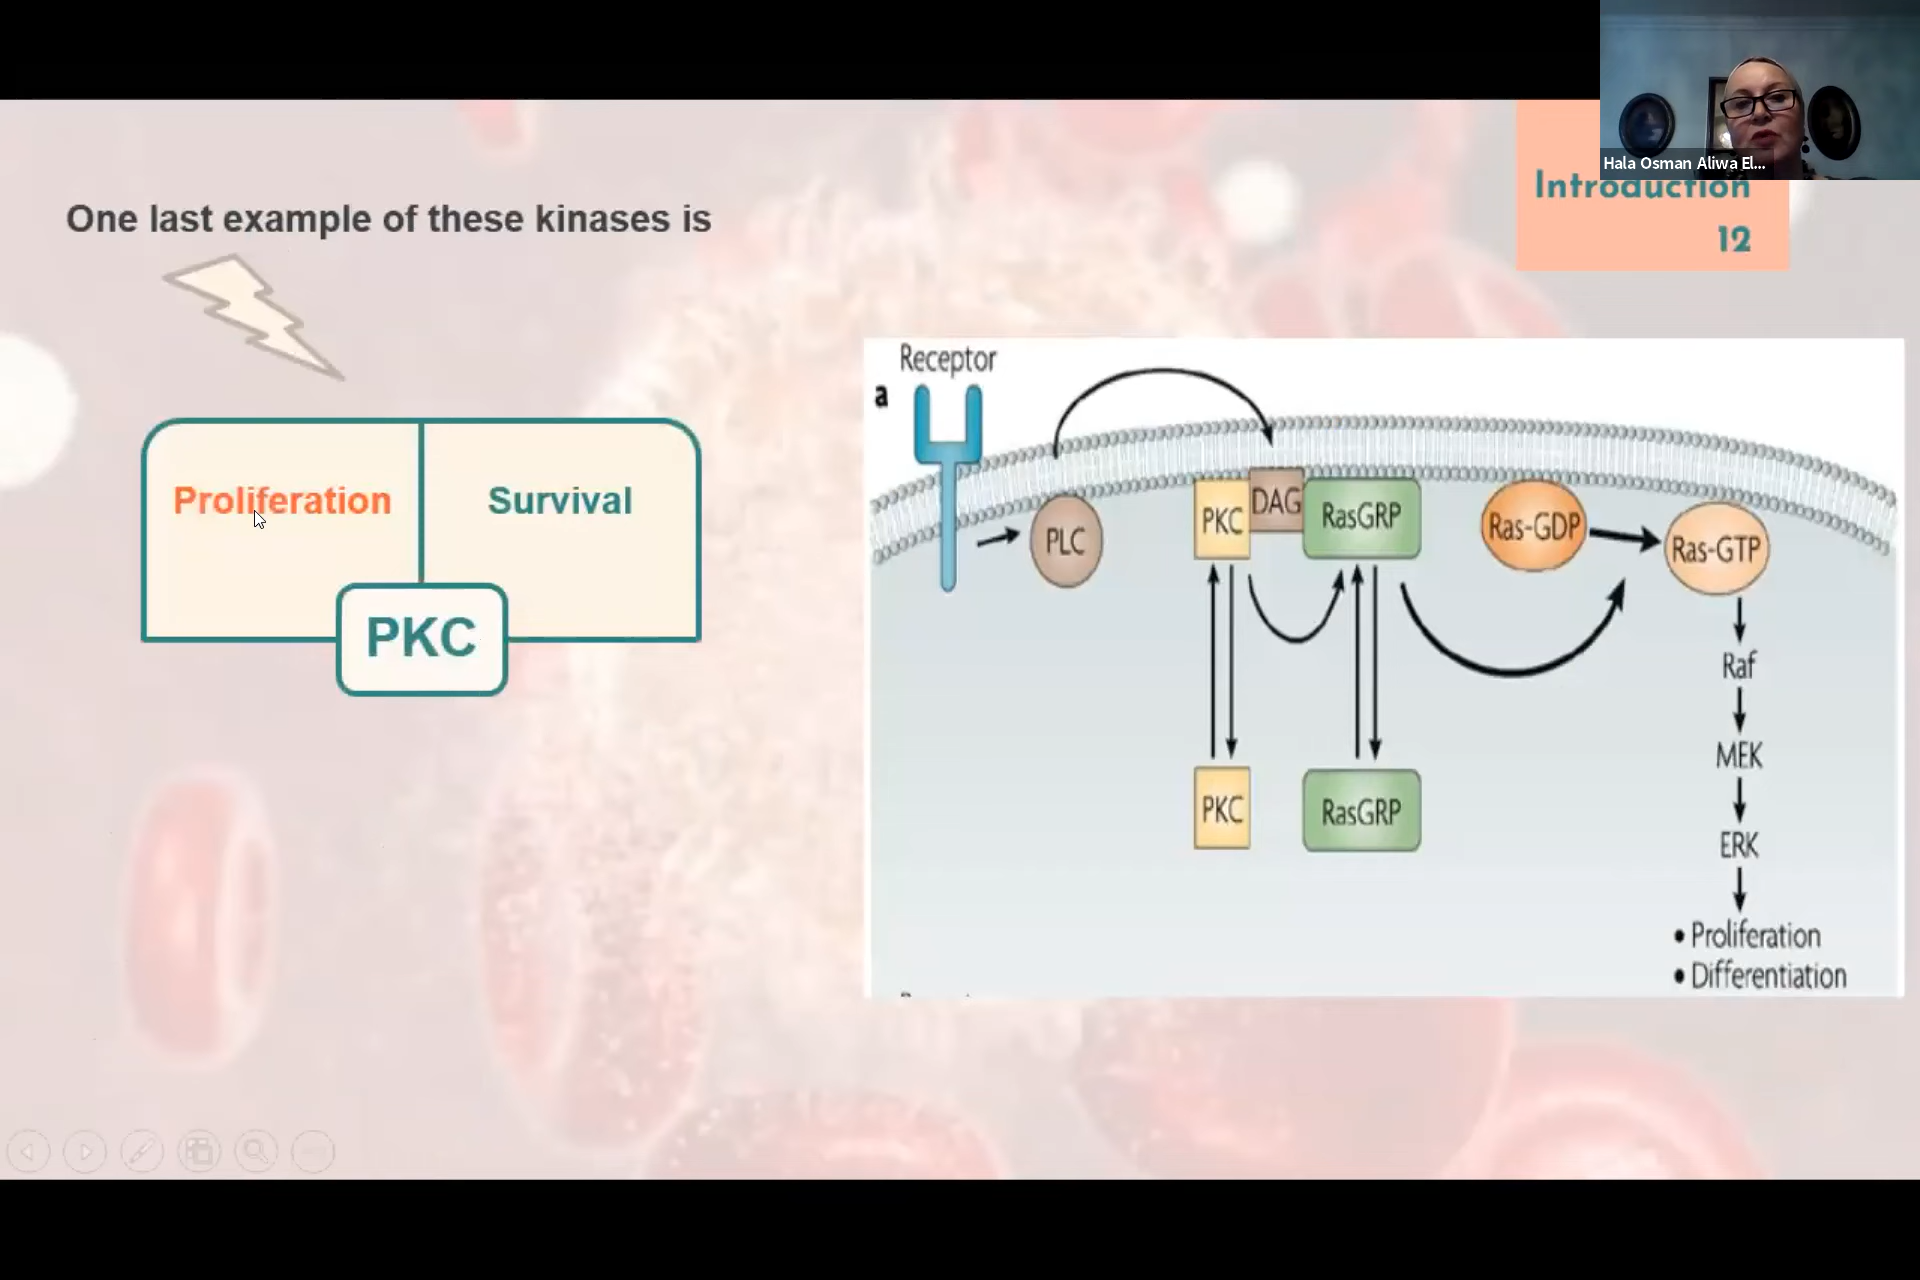 Hala Osman Aliwa El...
Introduction
12
One last example of these kinases is
Proliferation
Survival
PKC
Receptor
a
PLC
PKC
DAG
RasGRP
Ras-GDP
Ras-GTP
Raf
MEK
PKC
RasGRP
ERK
• Proliferation
• Differentiation